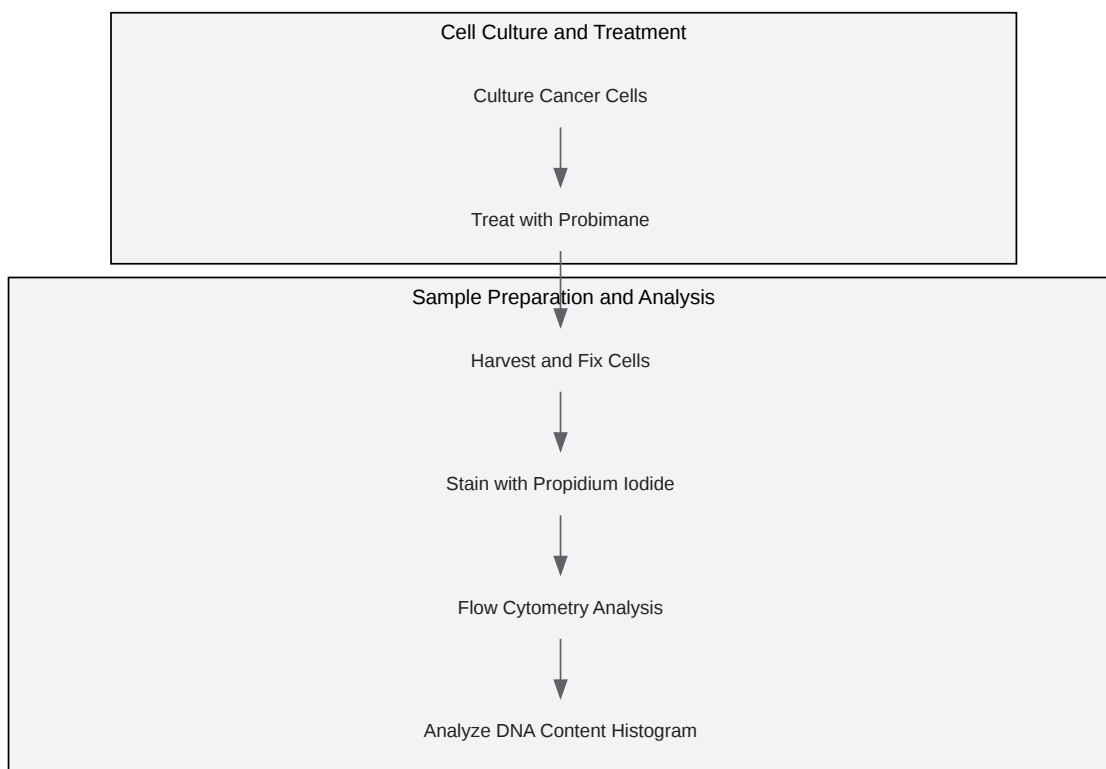 Cell Culture and Treatment
Culture Cancer Cells
Treat with Probimane
Sample Preparation and Analysis
Harvest and Fix Cells
Stain with Propidium Iodide
Flow Cytometry Analysis
Analyze DNA Content Histogram